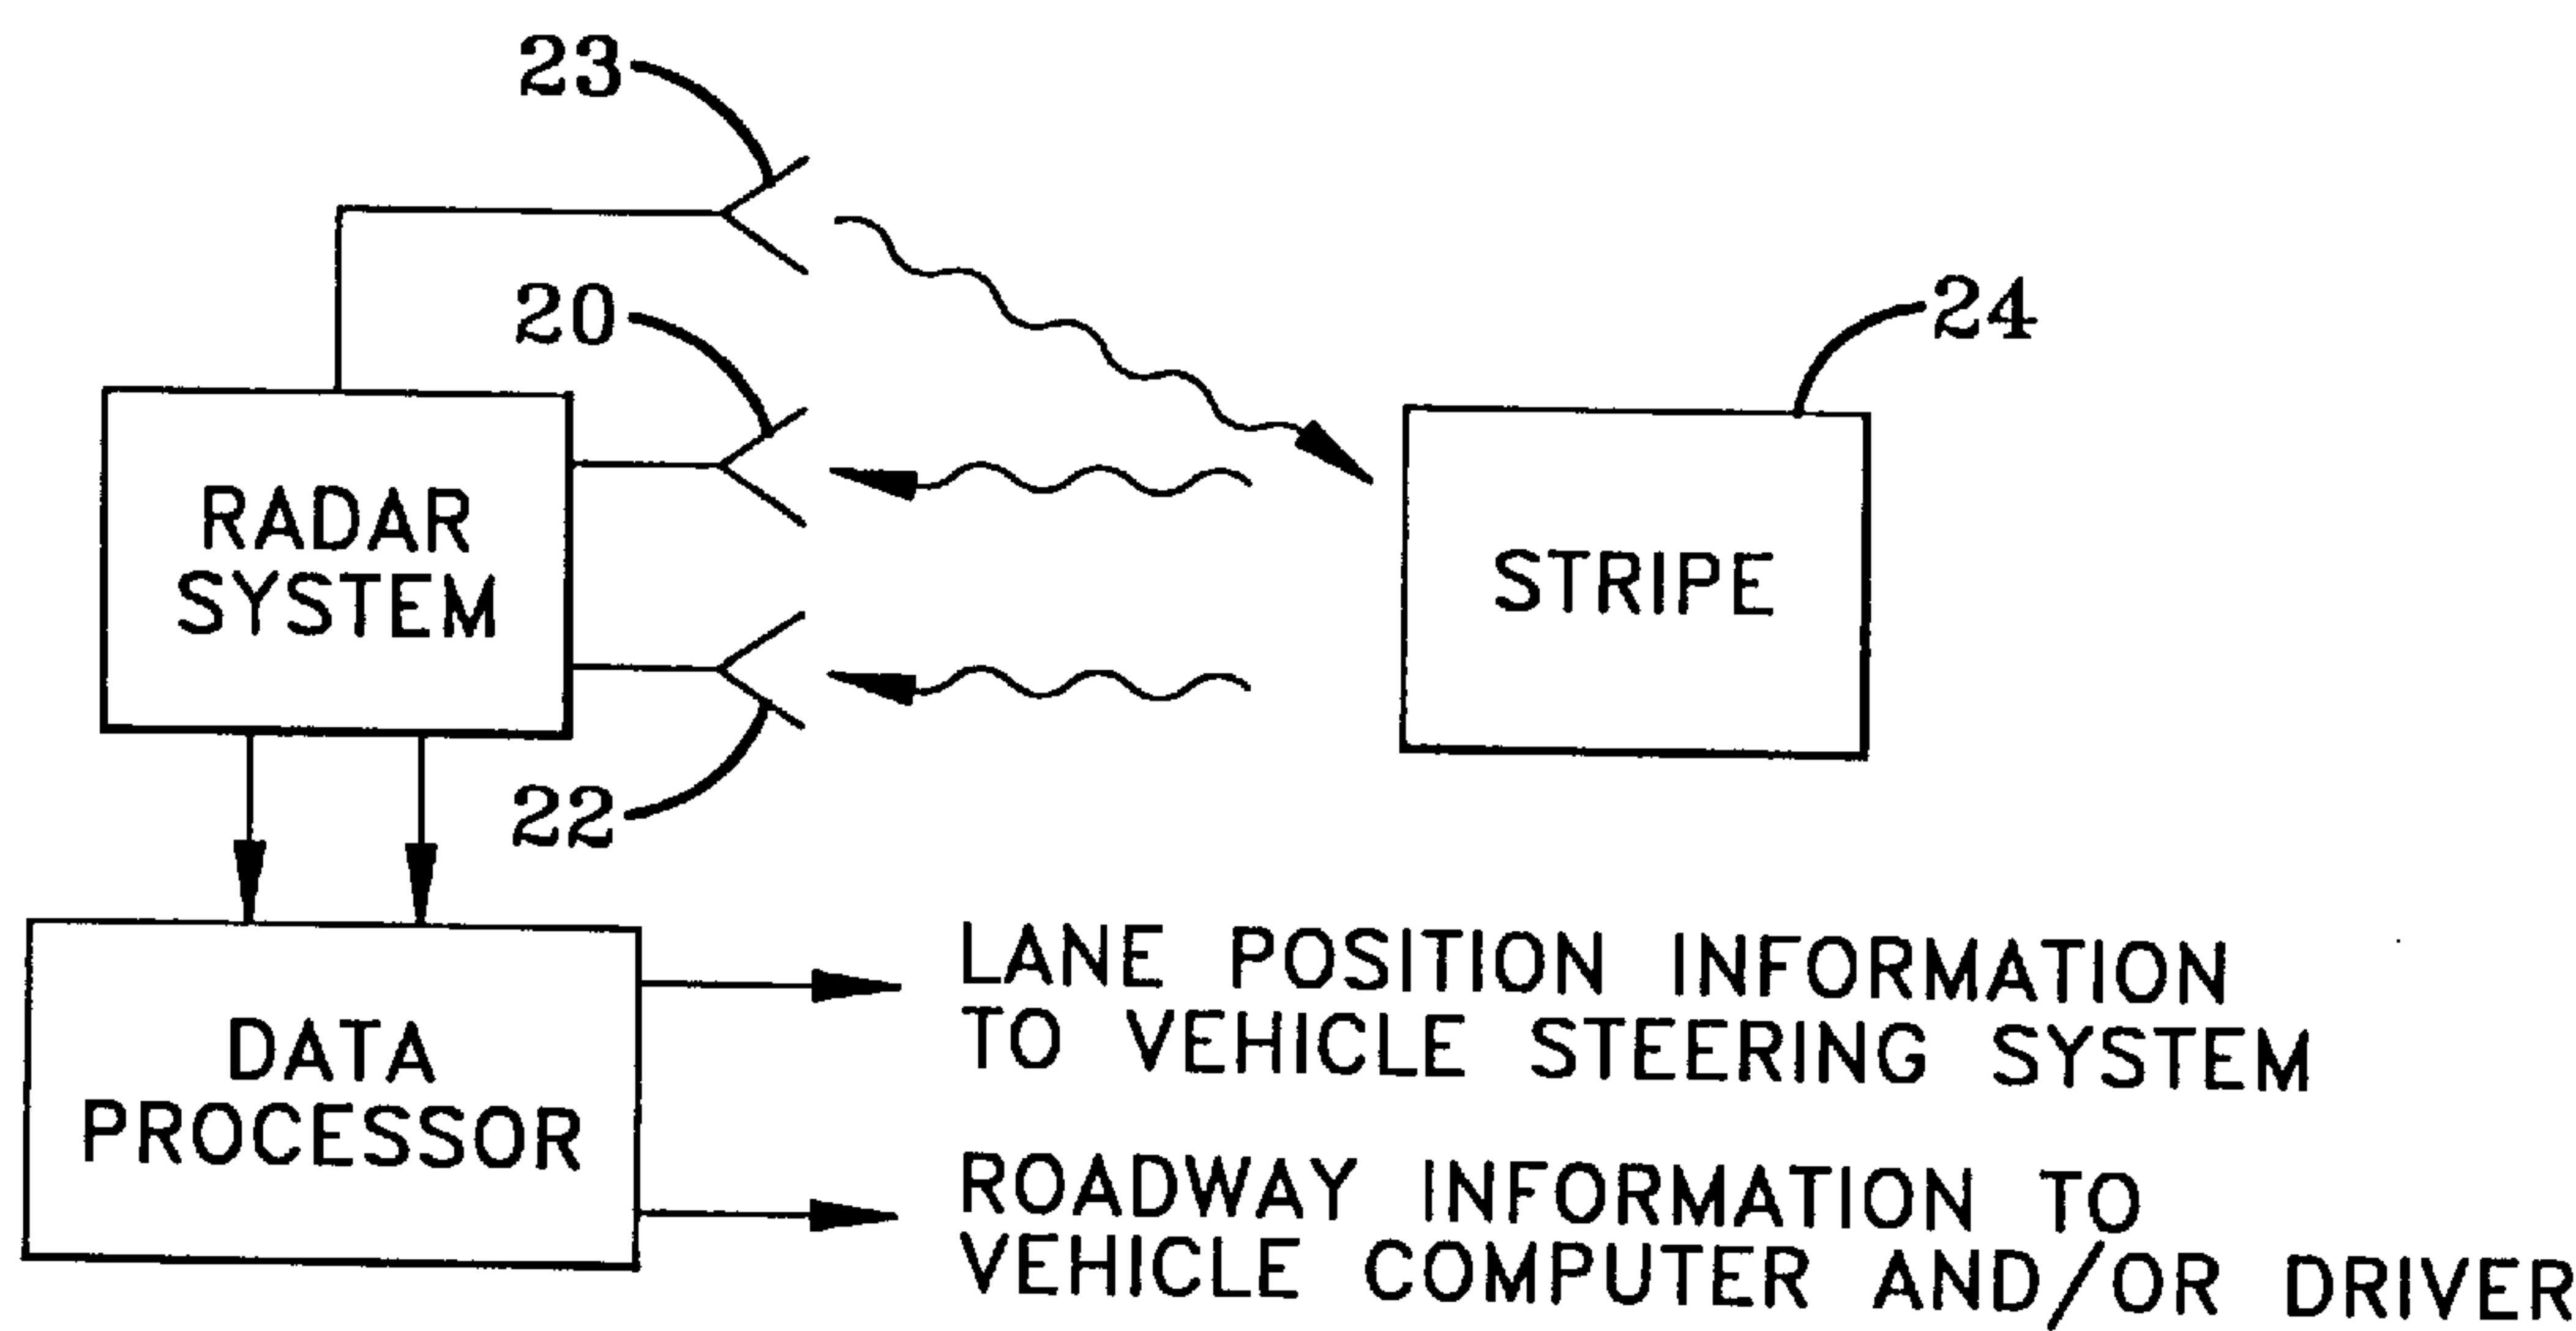 23
20
24
RADAR
SYSTEM
STRIPE
22
LANE POSITION INFORMATION
TO VEHICLE STEERING SYSTEM
DATA
PROCESSOR
ROADWAY INFORMATION TO
VEHICLE COMPUTER AND/OR DRIVER